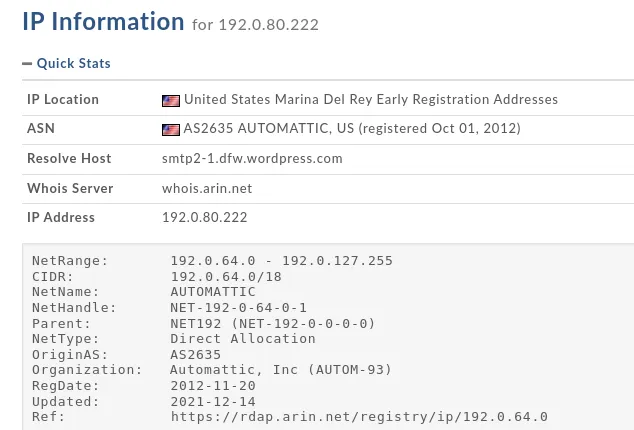 IP Information for 192.0.80.222
Quick Stats
IP Location United States Marina Del Rey Early Registration Addresses
ASN AS2635 AUTOMATTIC, US (registered Oct 01, 2012)
Resolve Host smtp2-1.dfw.wordpress.com
Whois Server whois.arin.net
IP Address 192.0.80.222
NetRange: 192.0.64.0 - 192.0.127.255
CIDR: 192.0.64.0/18
NetName: AUTOMATTIC
NetHandle: NET-192-0-64-0-1
Parent: NET192 (NET-192-0-0-0-0)
NetType: Direct Allocation
OriginAS: AS2635
Organization: Automattic, Inc (AUTOM-93)
RegDate: 2012-11-20
Updated: 2021-12-14
Ref: https://rdap.arin.net/registry/ip/192.0.64.0